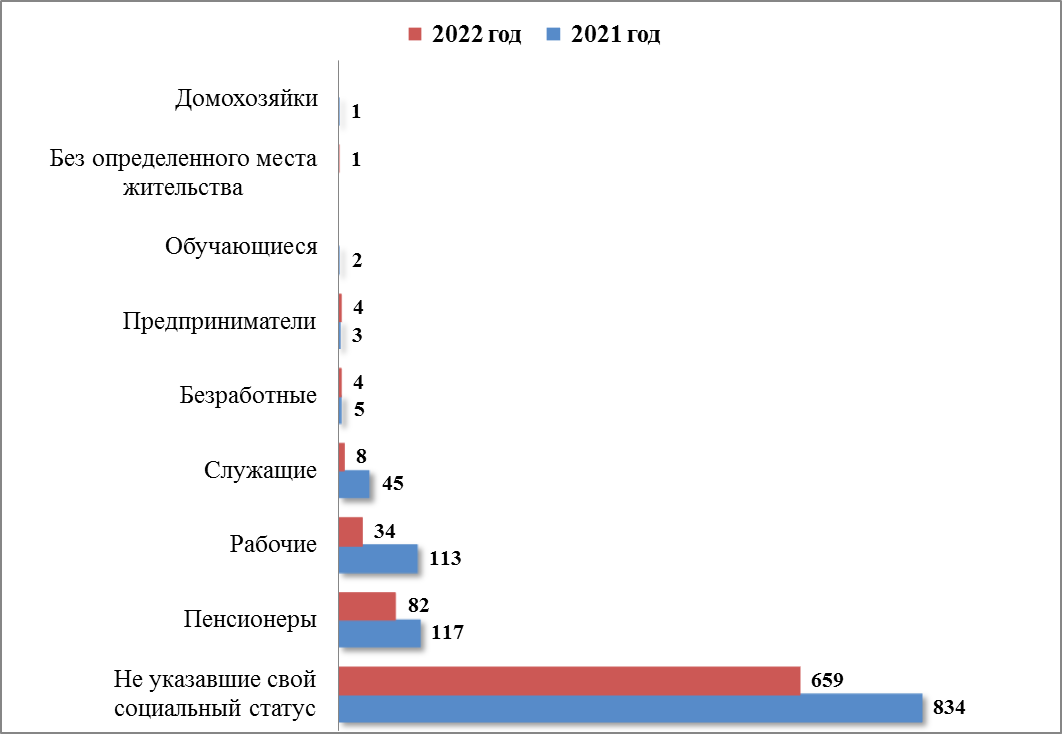 2022 год 2021 год
Домохозяйки
1
Без определенного места
жительства
1
Обучающиеся
2
Предприниматели
4
3
Безработные
4
5
Служащие
8
45
Рабочие
34
113
Пенсионеры
82
117
Не указавшие свой
социальный статус
659
834